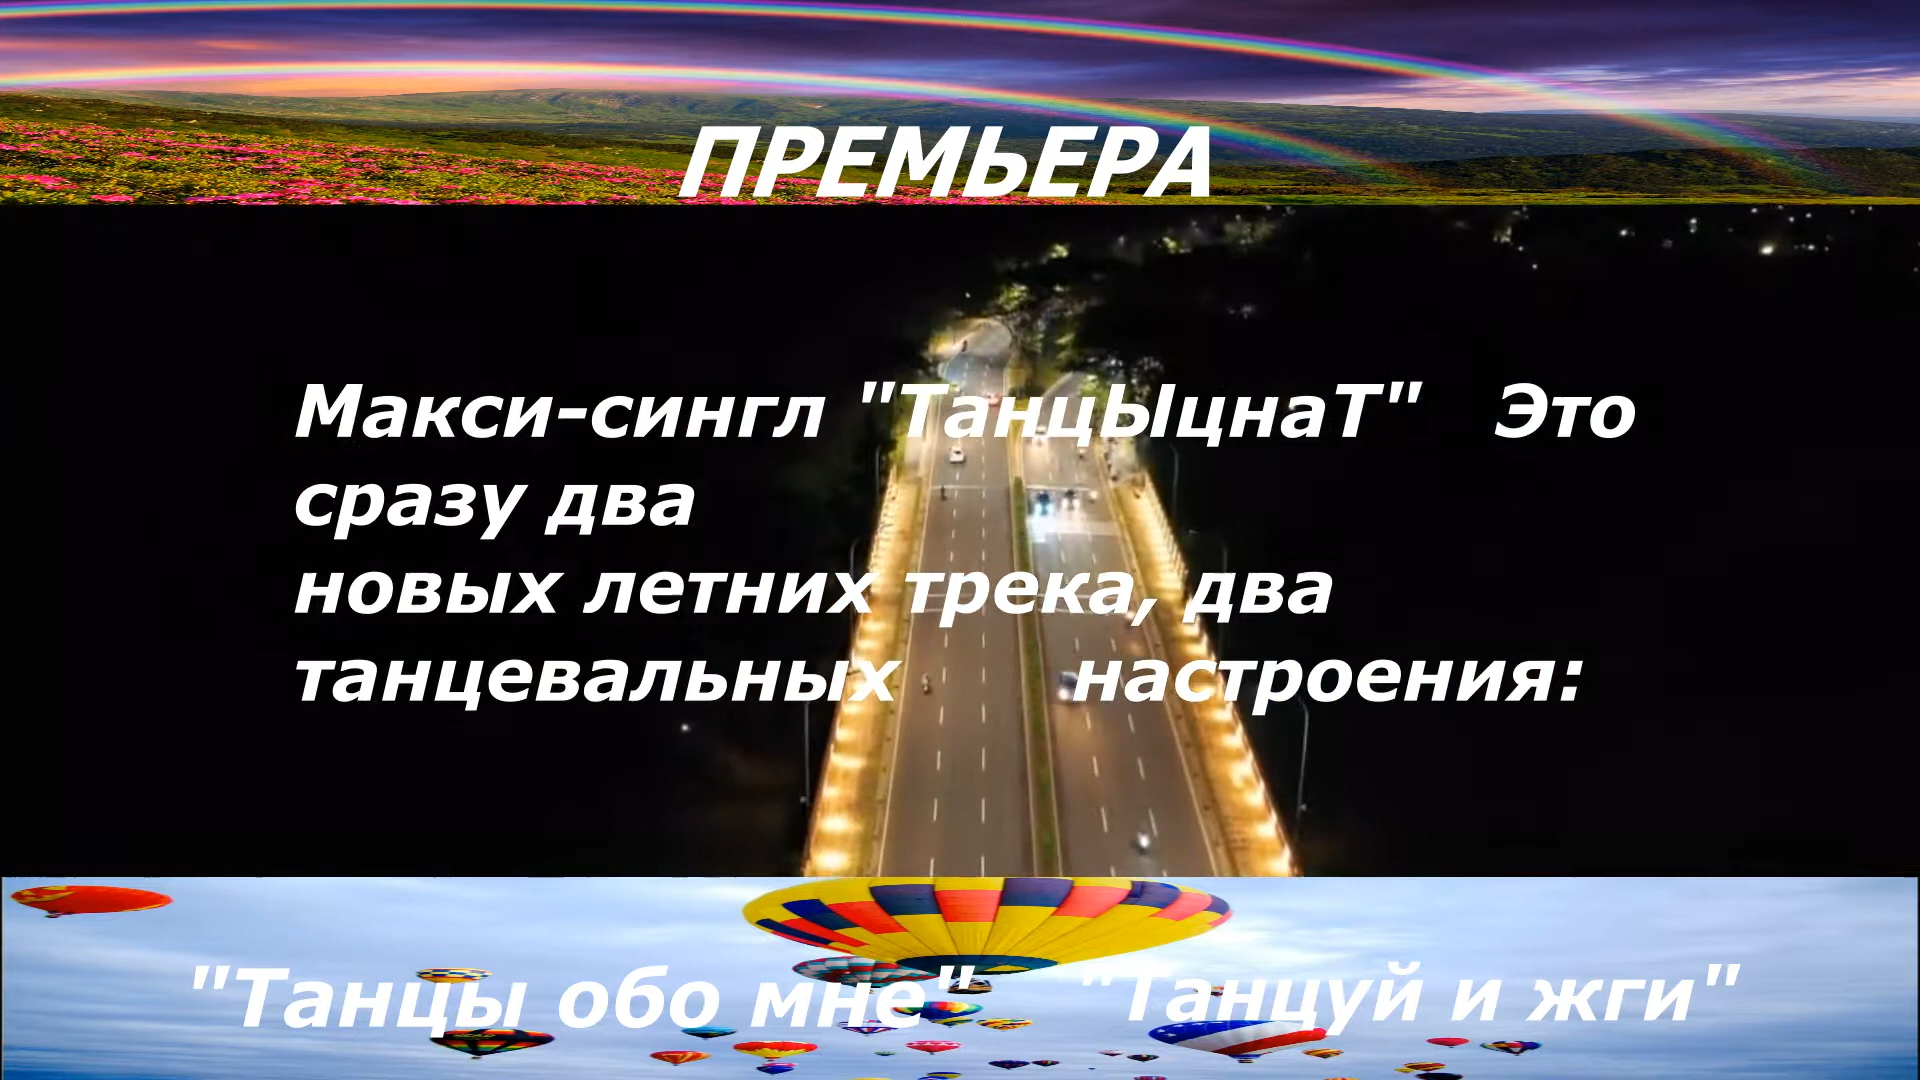 ПРЕМЬЕРА
Макси-сингл "ТанцЫцнаТ" Это
сразу два
новых летних трека, два
танцевальных настроения:
"Танцы обо мне" "Танцуй и жги"